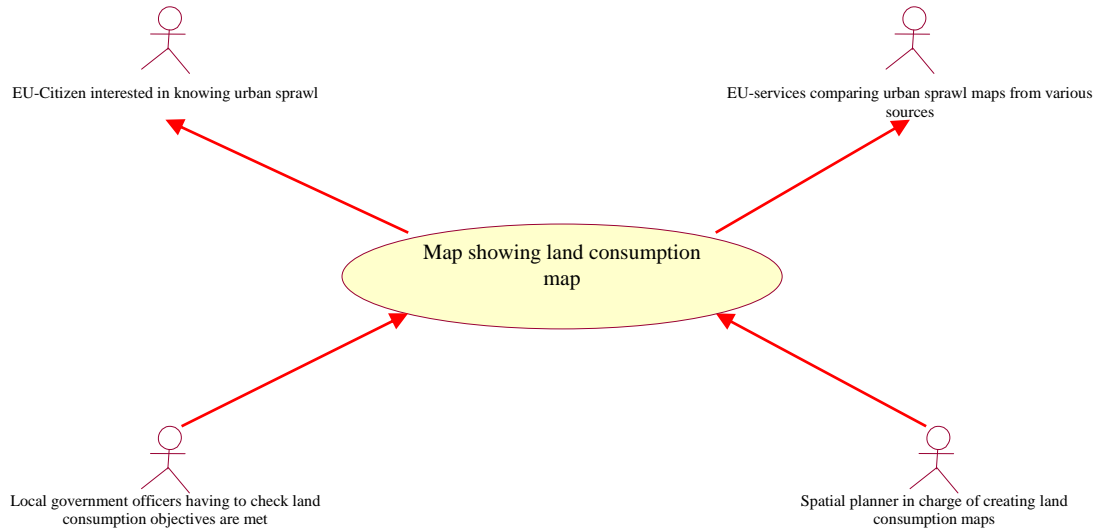 EU-Citizen interested in knowing urban sprawl
EU-services comparing urban sprawl maps from various
sources
Map showing land consumption
map
Local government officers having to check land
consumption objectives are met
Spatial planner in charge of creating land
consumption maps